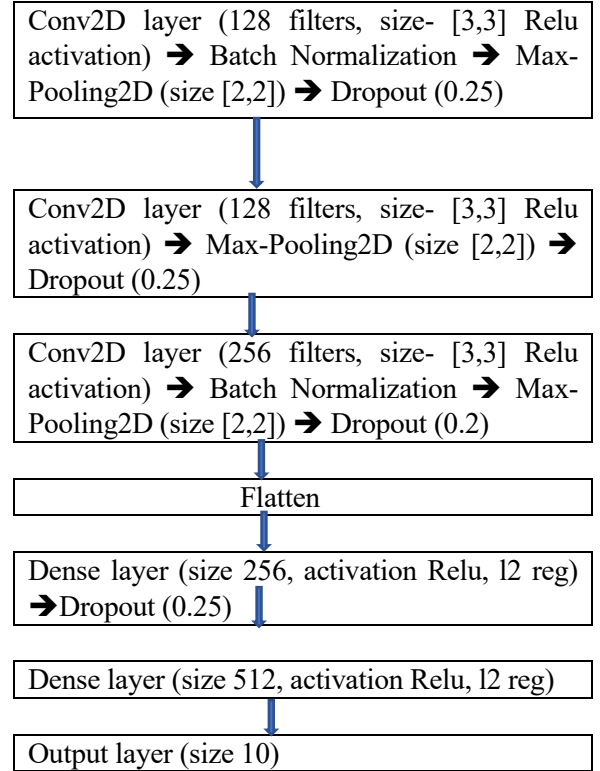 Conv2D layer (128 filters, size- [3,3] Relu
activation) ➔ Batch Normalization ➔ Max-
Pooling2D (size [2,2]) ➔ Dropout (0.25)
Conv2D layer (128 filters, size- [3,3] Relu
activation) ➔ Max-Pooling2D (size [2,2]) ➔
Dropout (0.25)
Conv2D layer (256 filters, size- [3,3] Relu
activation) ➔ Batch Normalization ➔ Max-
Pooling2D (size [2,2]) ➔ Dropout (0.2)
Flatten
Dense layer (size 256, activation Relu, l2 reg)
➔Dropout (0.25)
Dense layer (size 512, activation Relu, l2 reg)
Output layer (size 10)